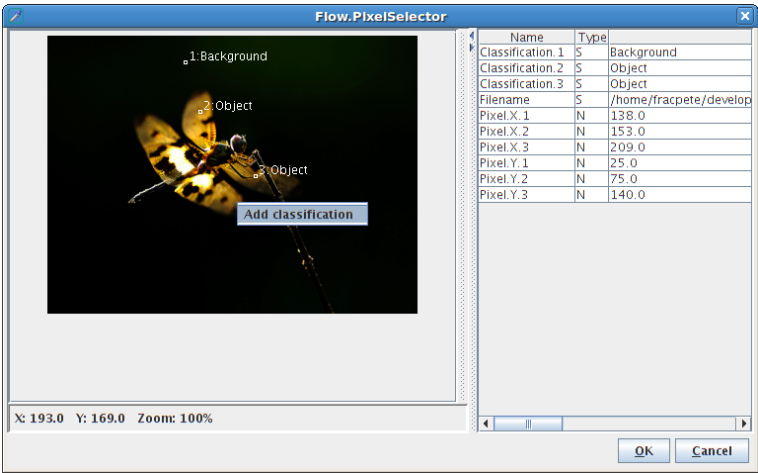 Flow.PixelSelector
1:Background
2:Object
3:Object
Add classification
X: 193.0 Y: 169.0 Zoom: 100%
Name Type
Classification.1 S Background
Classification.2 S Object
Classification.3 S Object
Filename S /home/fracpete/develop
Pixel.X.1 N 138.0
Pixel.X.2 N 153.0
Pixel.X.3 N 209.0
Pixel.Y.1 N 25.0
Pixel.Y.2 N 75.0
Pixel.Y.3 N 140.0
OK Cancel